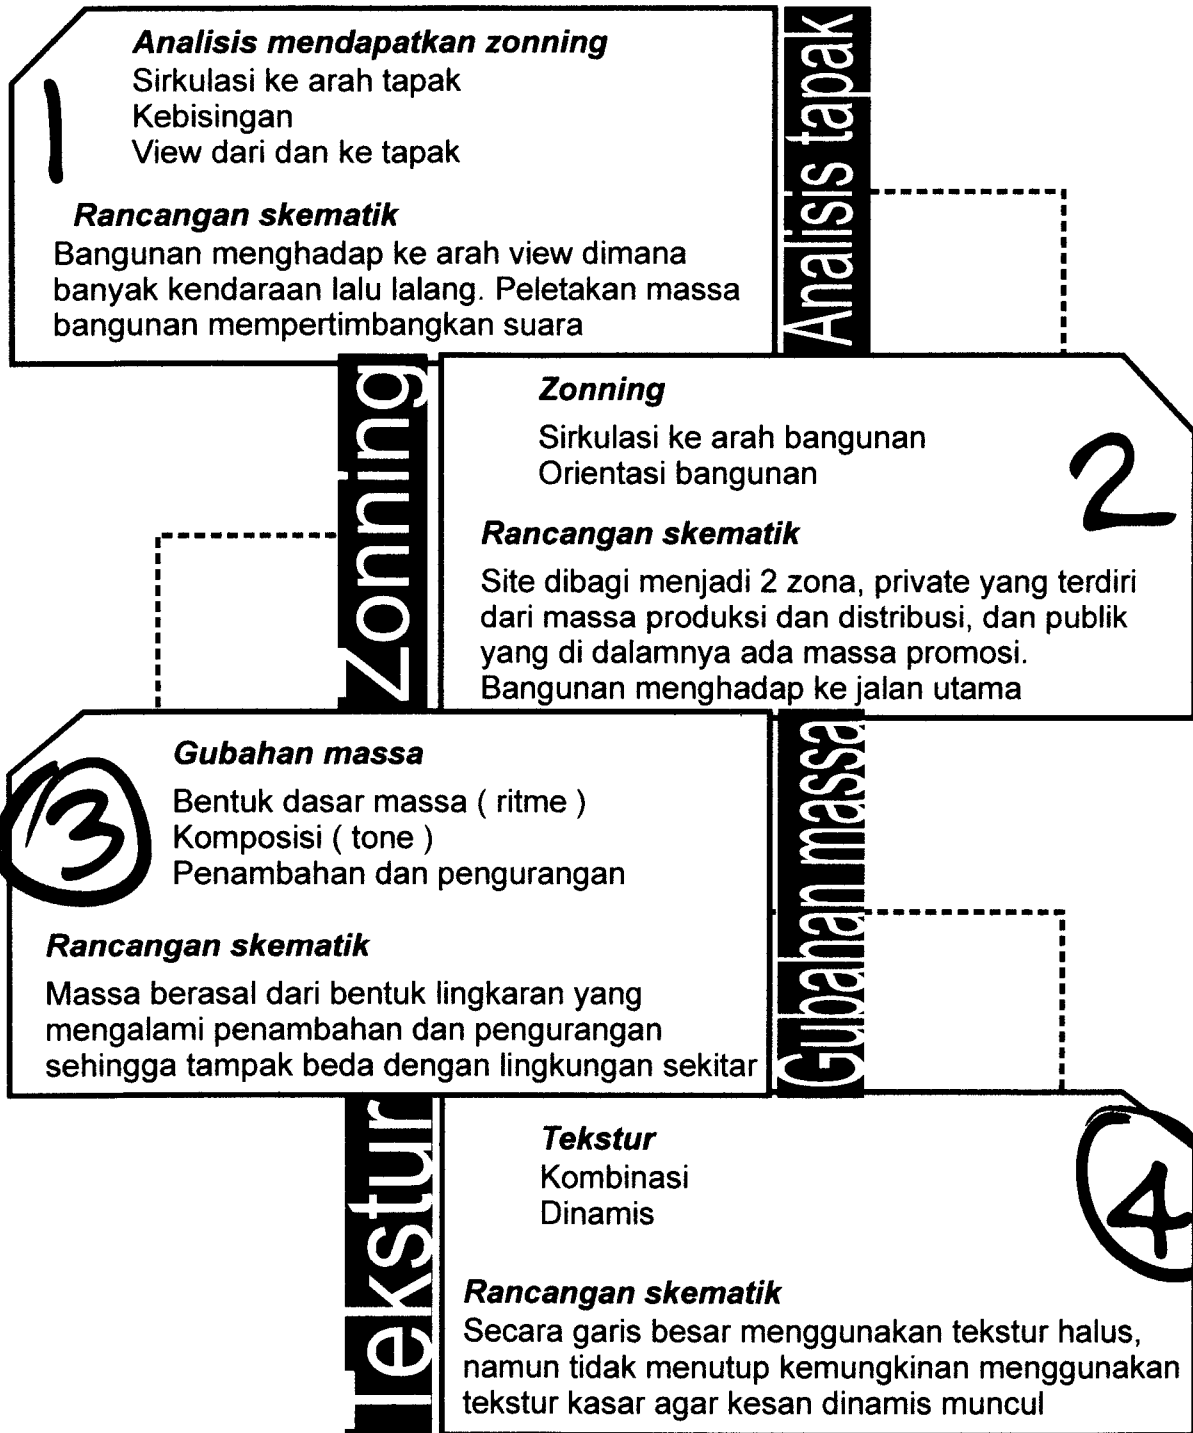 1
Analisis mendapatkan zonning
Sirkulasi ke arah tapak
Kebisingan
View dari dan ke tapak
Rancangan skematik
Bangunan menghadap ke arah view dimana
banyak kendaraan lalu lalang. Peletakan massa
bangunan mempertimbangkan suara
Analisis tapak
Zonning
2
Zonning
Sirkulasi ke arah bangunan
Orientasi bangunan
Rancangan skematik
Site dibagi menjadi 2 zona, private yang terdiri
dari massa produksi dan distribusi, dan publik
yang di dalamnya ada massa promosi.
Bangunan menghadap ke jalan utama
3
Gubahan massa
Bentuk dasar massa ( ritme )
Komposisi ( tone )
Penambahan dan pengurangan
Rancangan skematik
Massa berasal dari bentuk lingkaran yang
mengalami penambahan dan pengurangan
sehingga tampak beda dengan lingkungan sekitar
Gubahan massa
Tekstur
4
Tekstur
Kombinasi
Dinamis
Rancangan skematik
Secara garis besar menggunakan tekstur halus,
namun tidak menutup kemungkinan menggunakan
tekstur kasar agar kesan dinamis muncul